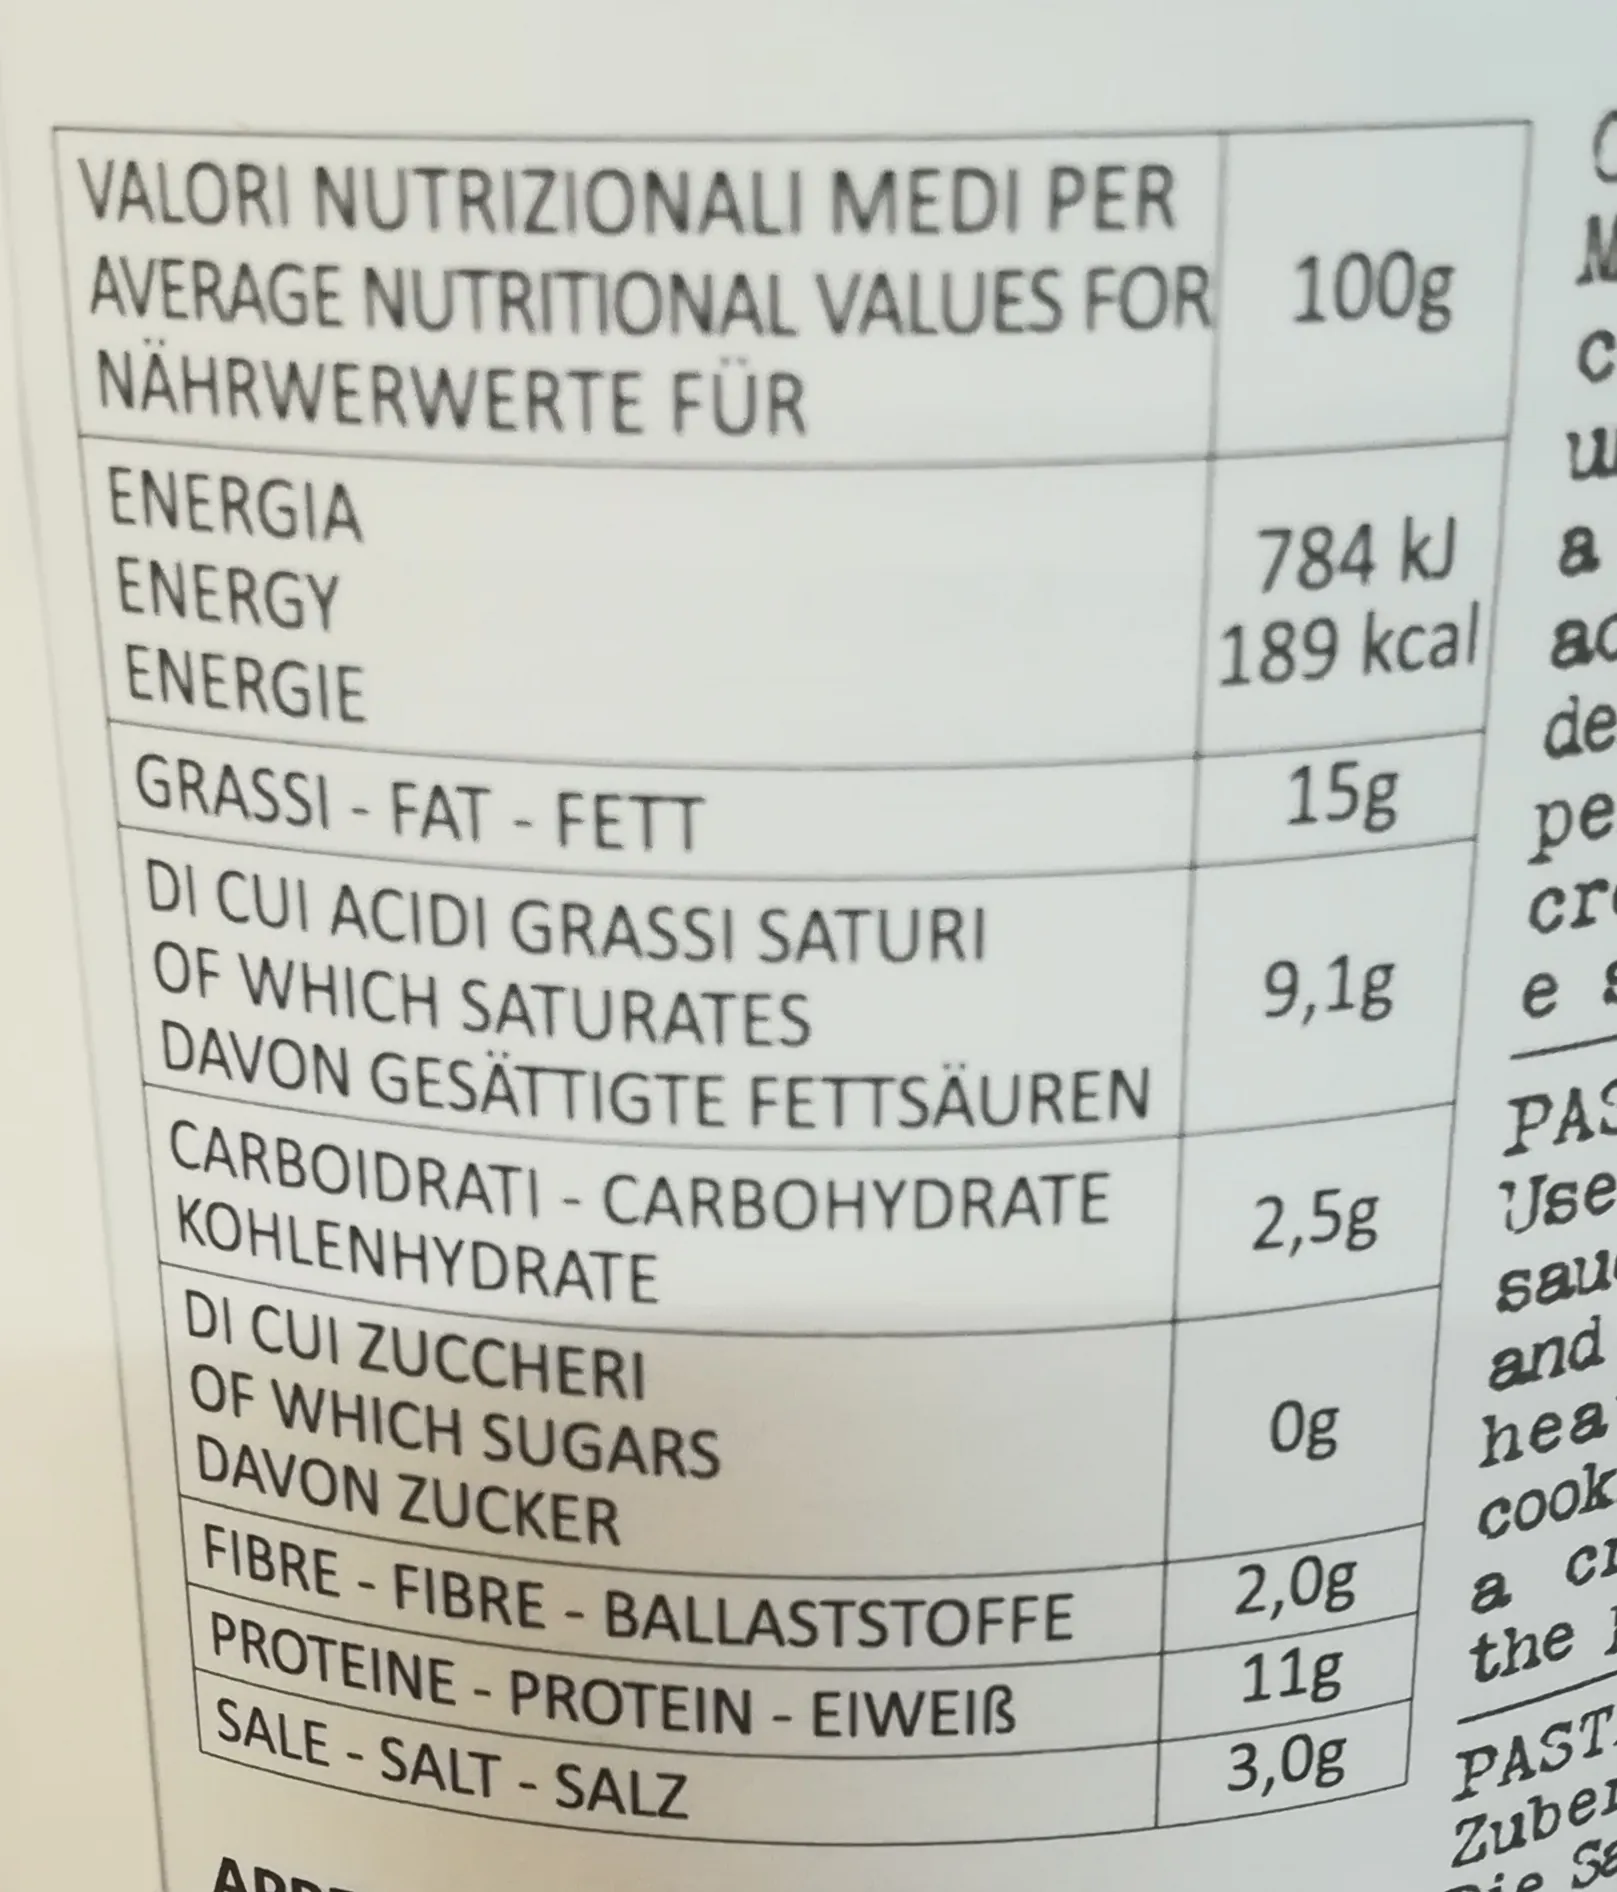 VALORI NUTRIZIONALI MEDI PER
AVERAGE NUTRITIONAL VALUES FOR
NÄHRWERWERTE FÜR
100g
ENERGIA
ENERGY
ENERGIE
784 kJ
189 kcal
GRASSI - FAT - FETT
15g
DI CUI ACIDI GRASSI SATURI
OF WHICH SATURATES
DAVON GESÄTTIGTE FETTSÄUREN
9,1g
CARBOIDRATI - CARBOHYDRATE
KOHLENHYDRATE
2,5g
DI CUI ZUCCHERI
OF WHICH SUGARS
DAVON ZUCKER
0g
FIBRE - FIBRE - BALLASTSTOFFE
2,0g
PROTEINE - PROTEIN - EIWEIß
11g
SALE - SALT - SALZ
3,0g
a
de
pe
e
Use
and
a
the